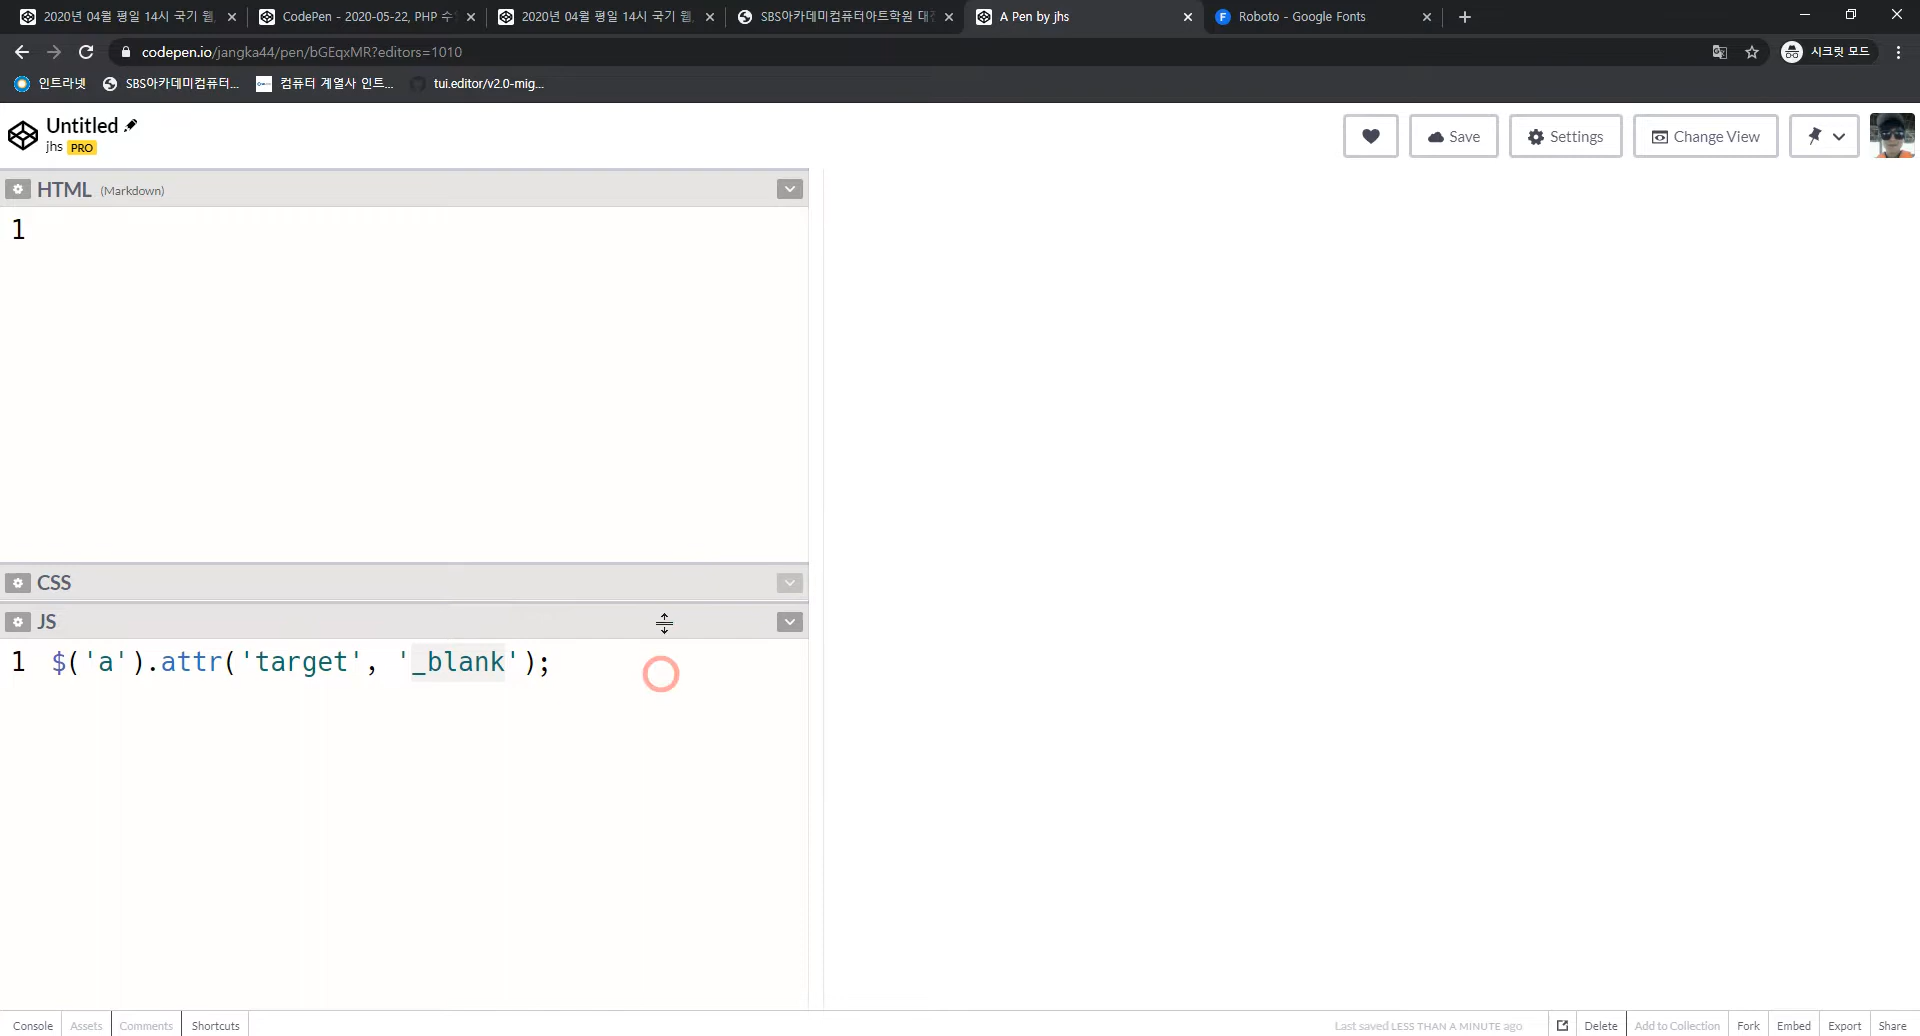 2020년 04월 평일 14시 국기 웹
CodePen - 2020-05-22, PHP 수
2020년 04월 평일 14시 국기 웹
SBS아카데미컴퓨터아트학원 대
A Pen by jhs
Roboto - Google Fonts
codepen.io/jangka44/pen/bGEqxMR?editors=1010
시크릿 모드
인트라넷
SBS아카데미컴퓨터...
컴퓨터 계열사 인트...
tui.editor/v2.0-mig...
Untitled
jhs PRO
Save
Settings
Change View
HTML (Markdown)
1
CSS
JS
1 $('a').attr('target', '_blank');
Console
Assets
Comments
Shortcuts
Last saved LESS THAN A MINUTE ago
Delete
Add to Collection
Fork
Embed
Export
Share